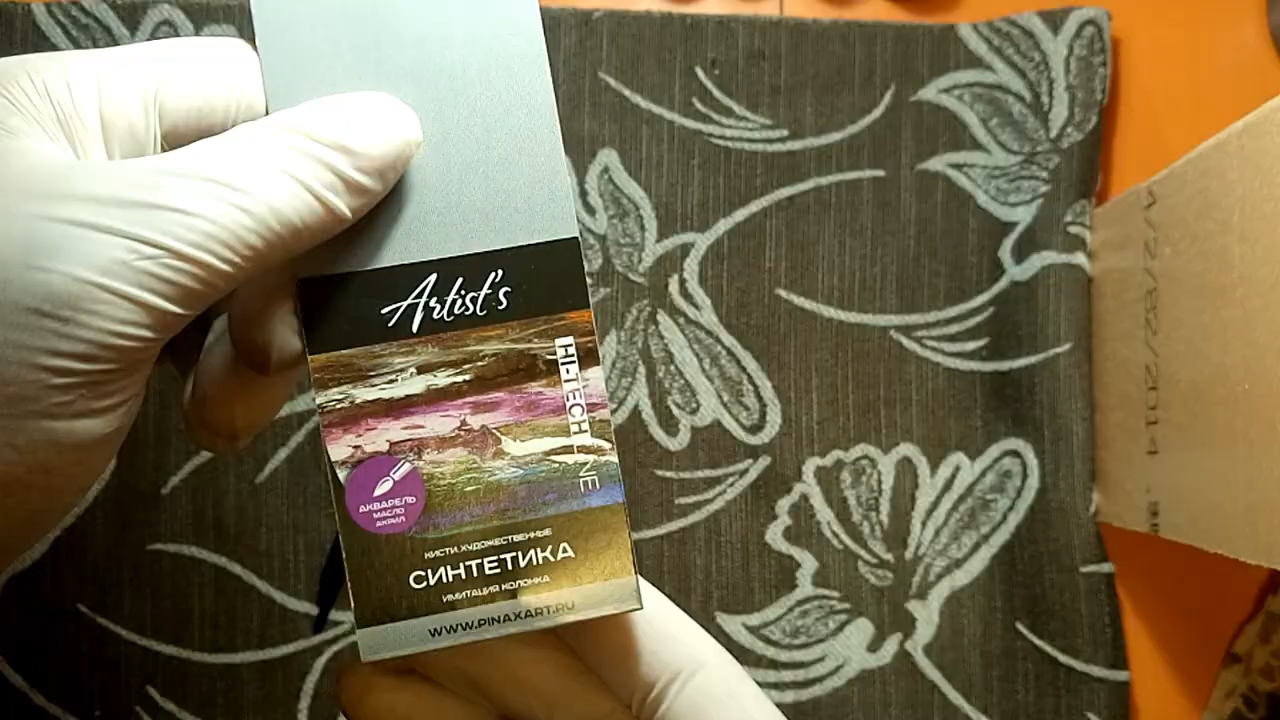 Artist's
HI-TECH LINE
АКВАРЕЛЬ
МАСЛО
АКРИЛ
КИСТИ ХУДОЖЕСТВЕННЫЕ
СИНТЕТИКА
ИМИТАЦИЯ КОЛОНКА
WWW.PINAXART.RU